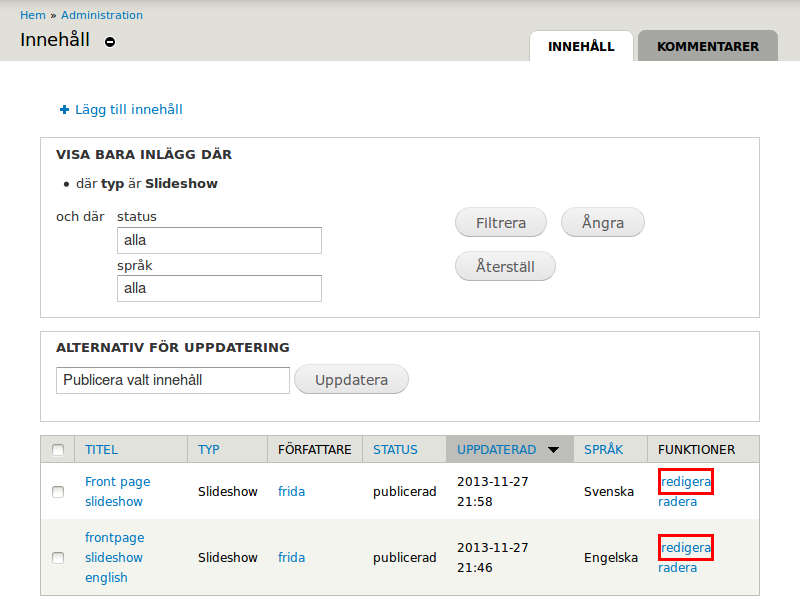 Hem » Administration
Innehåll
INNEHÅLL
KOMMENTARER
Lägg till innehåll
VISA BARA INLÄGG DÄR
där typ är Slideshow
och där status
alla
språk
alla
Filtrera Ångra
Återställ
ALTERNATIV FÖR UPPDATERING
Publicera valt innehåll Uppdatera
TITEL TYP FÖRFATTARE STATUS UPPDATERAD SPRÅK FUNKTIONER
Front page slideshow Slideshow frida publicerad 2013-11-27 21:58 Svenska redigera radera
frontpage slideshow english Slideshow frida publicerad 2013-11-27 21:46 Engelska redigera radera